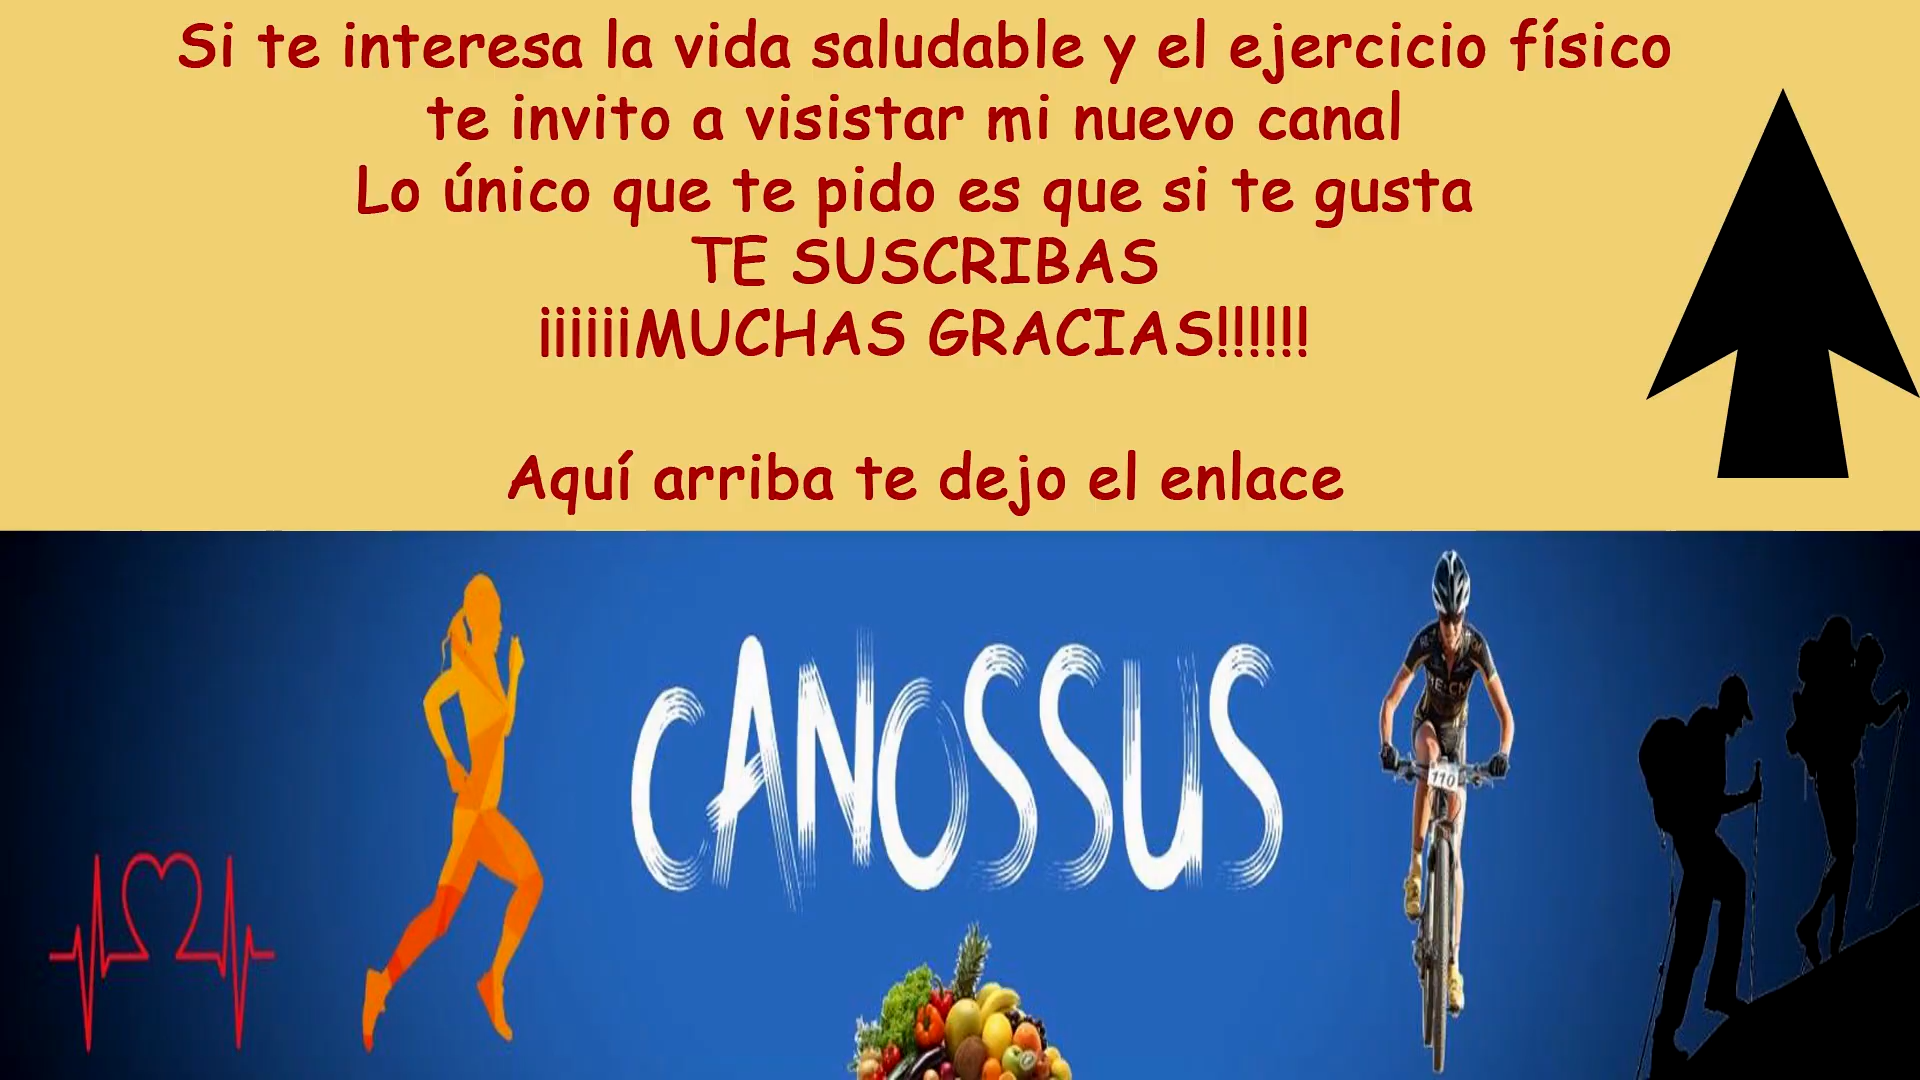 Si te interesa la vida saludable y el ejercicio físico
te invito a visistar mi nuevo canal
Lo único que te pido es que si te gusta
TE SUSCRIBAS
¡¡¡¡¡¡MUCHAS GRACIAS!!!!!!
Aquí arriba te dejo el enlace
CANOSSUS
110